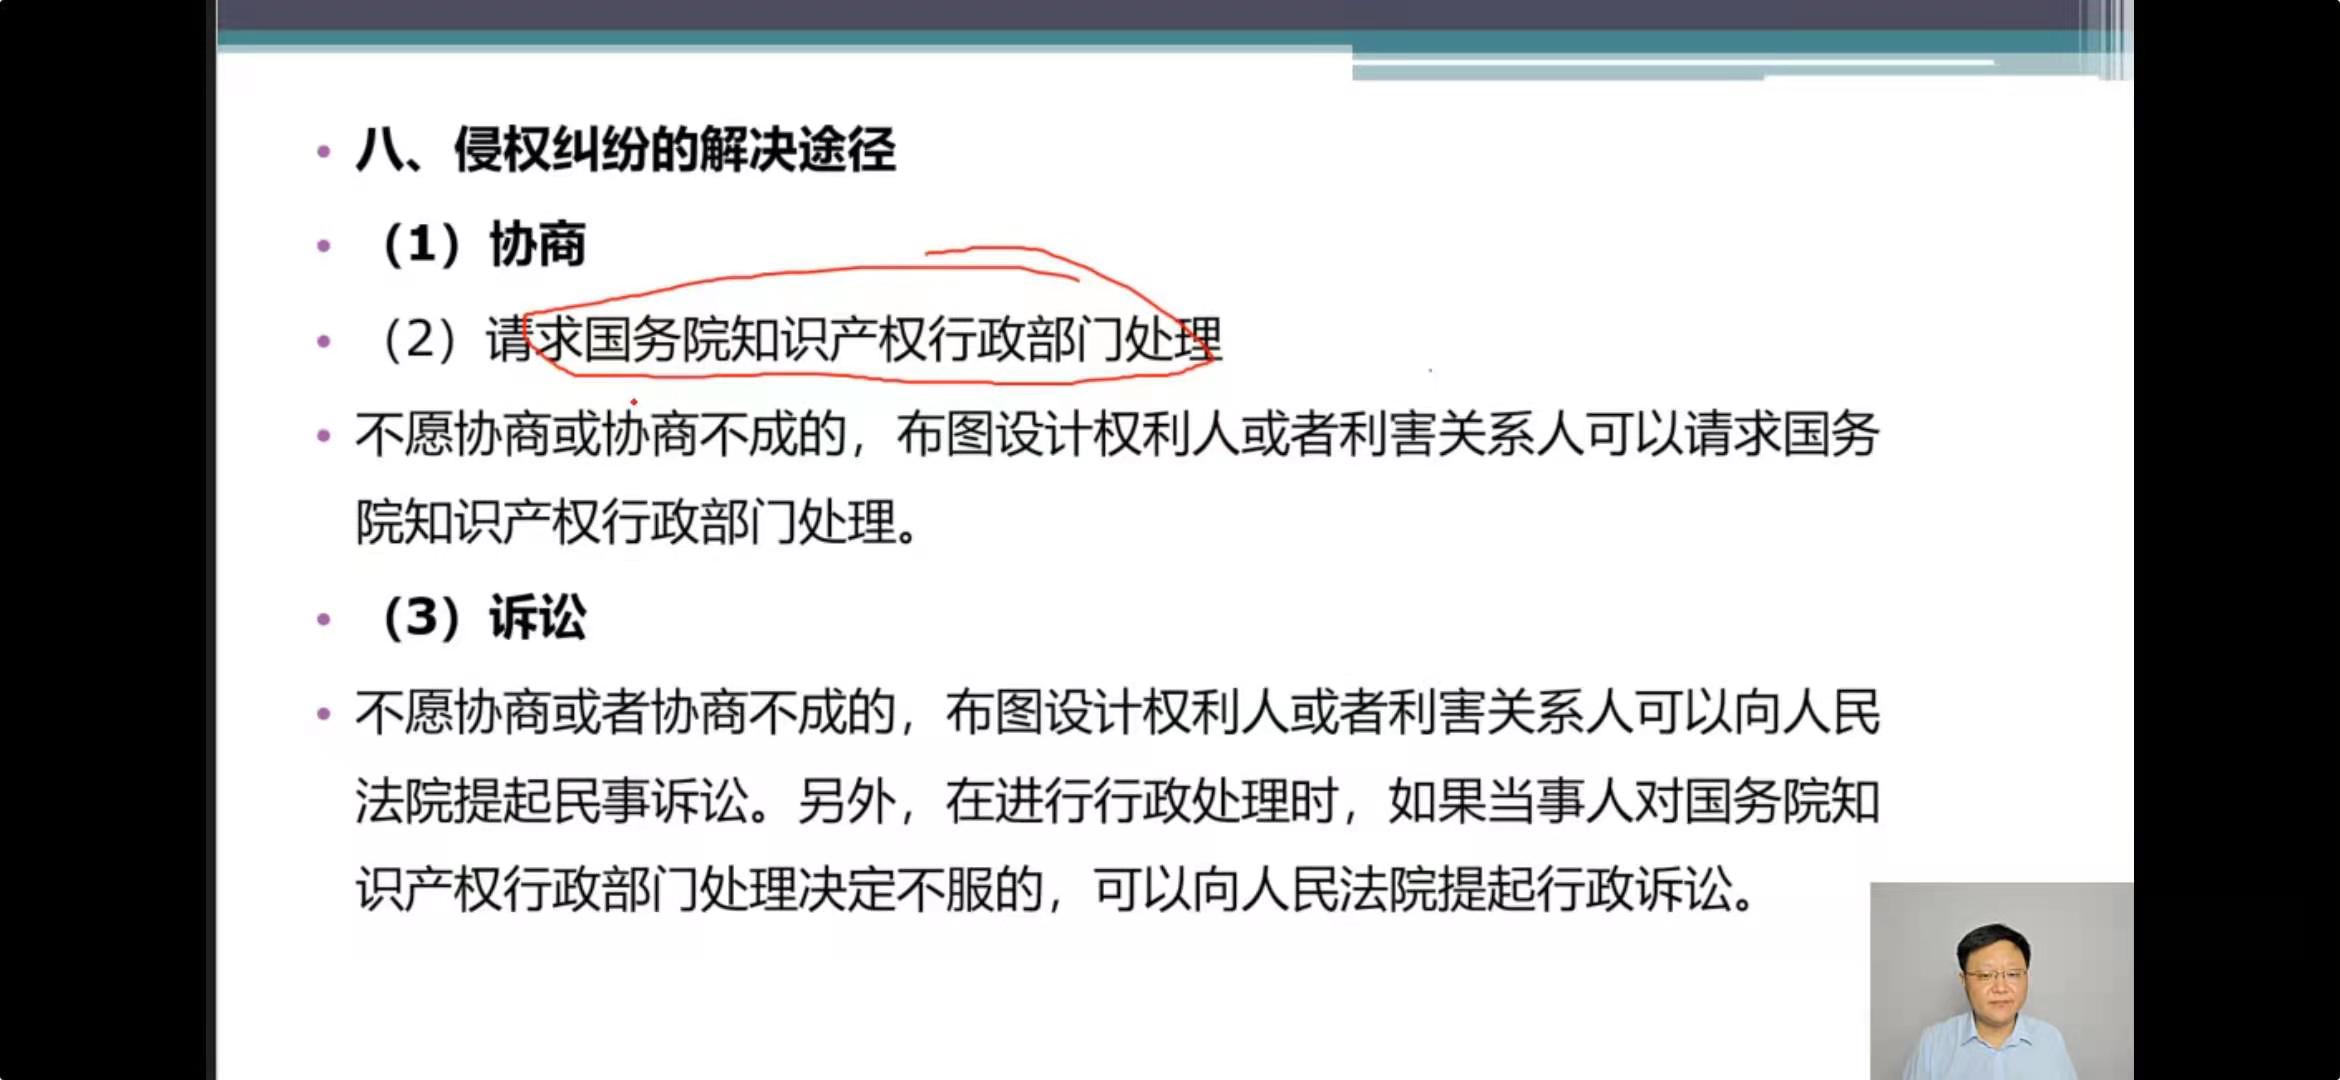 八、侵权纠纷的解决途径
（1）协商
（2）请求国务院知识产权行政部门处理
不愿协商或协商不成的，布图设计权利人或者利害关系人可以请求国务
院知识产权行政部门处理。
（3）诉讼
不愿协商或者协商不成的，布图设计权利人或者利害关系人可以向人民
法院提起民事诉讼。另外，在进行行政处理时，如果当事人对国务院知
识产权行政部门处理决定不服的，可以向人民法院提起行政诉讼。